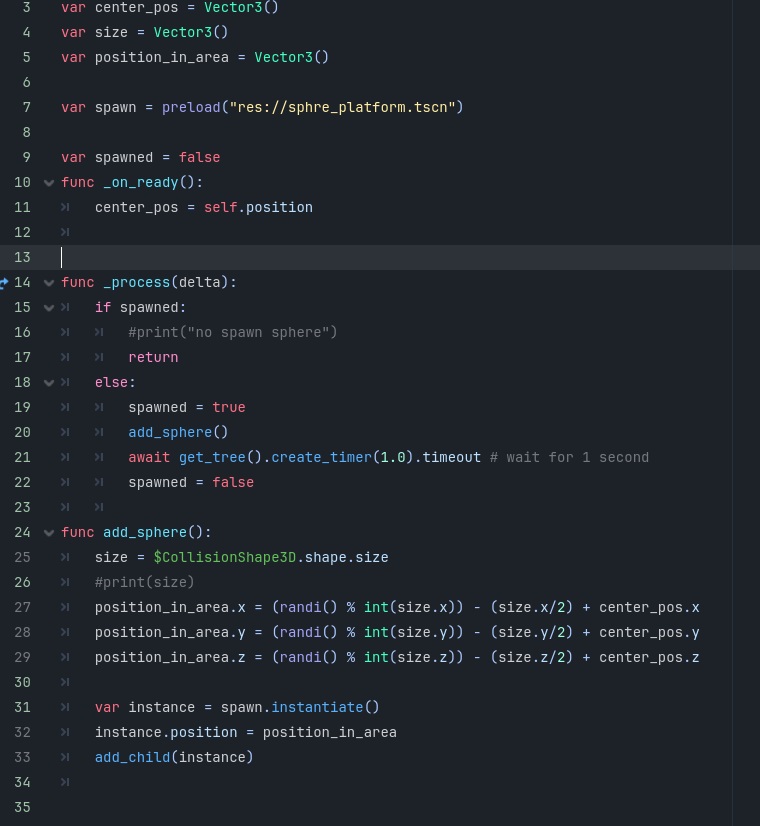 3 var center_pos = Vector3()
4 var size = Vector3()
5 var position_in_area = Vector3()
6
7 var spawn = preload("res://sphre_platform.tscn")
8
9 var spawned = false
10 func _on_ready():
11 center_pos = self.position
12
13
14 func _process(delta):
15 if spawned:
16 #print("no spawn sphere")
17 return
18 else:
19 spawned = true
20 add_sphere()
21 await get_tree().create_timer(1.0).timeout # wait for 1 second
22 spawned = false
23
24 func add_sphere():
25 size = $CollisionShape3D.shape.size
26 #print(size)
27 position_in_area.x = (randi() % int(size.x)) - (size.x/2) + center_pos.x
28 position_in_area.y = (randi() % int(size.y)) - (size.y/2) + center_pos.y
29 position_in_area.z = (randi() % int(size.z)) - (size.z/2) + center_pos.z
30
31 var instance = spawn.instantiate()
32 instance.position = position_in_area
33 add_child(instance)
34
35